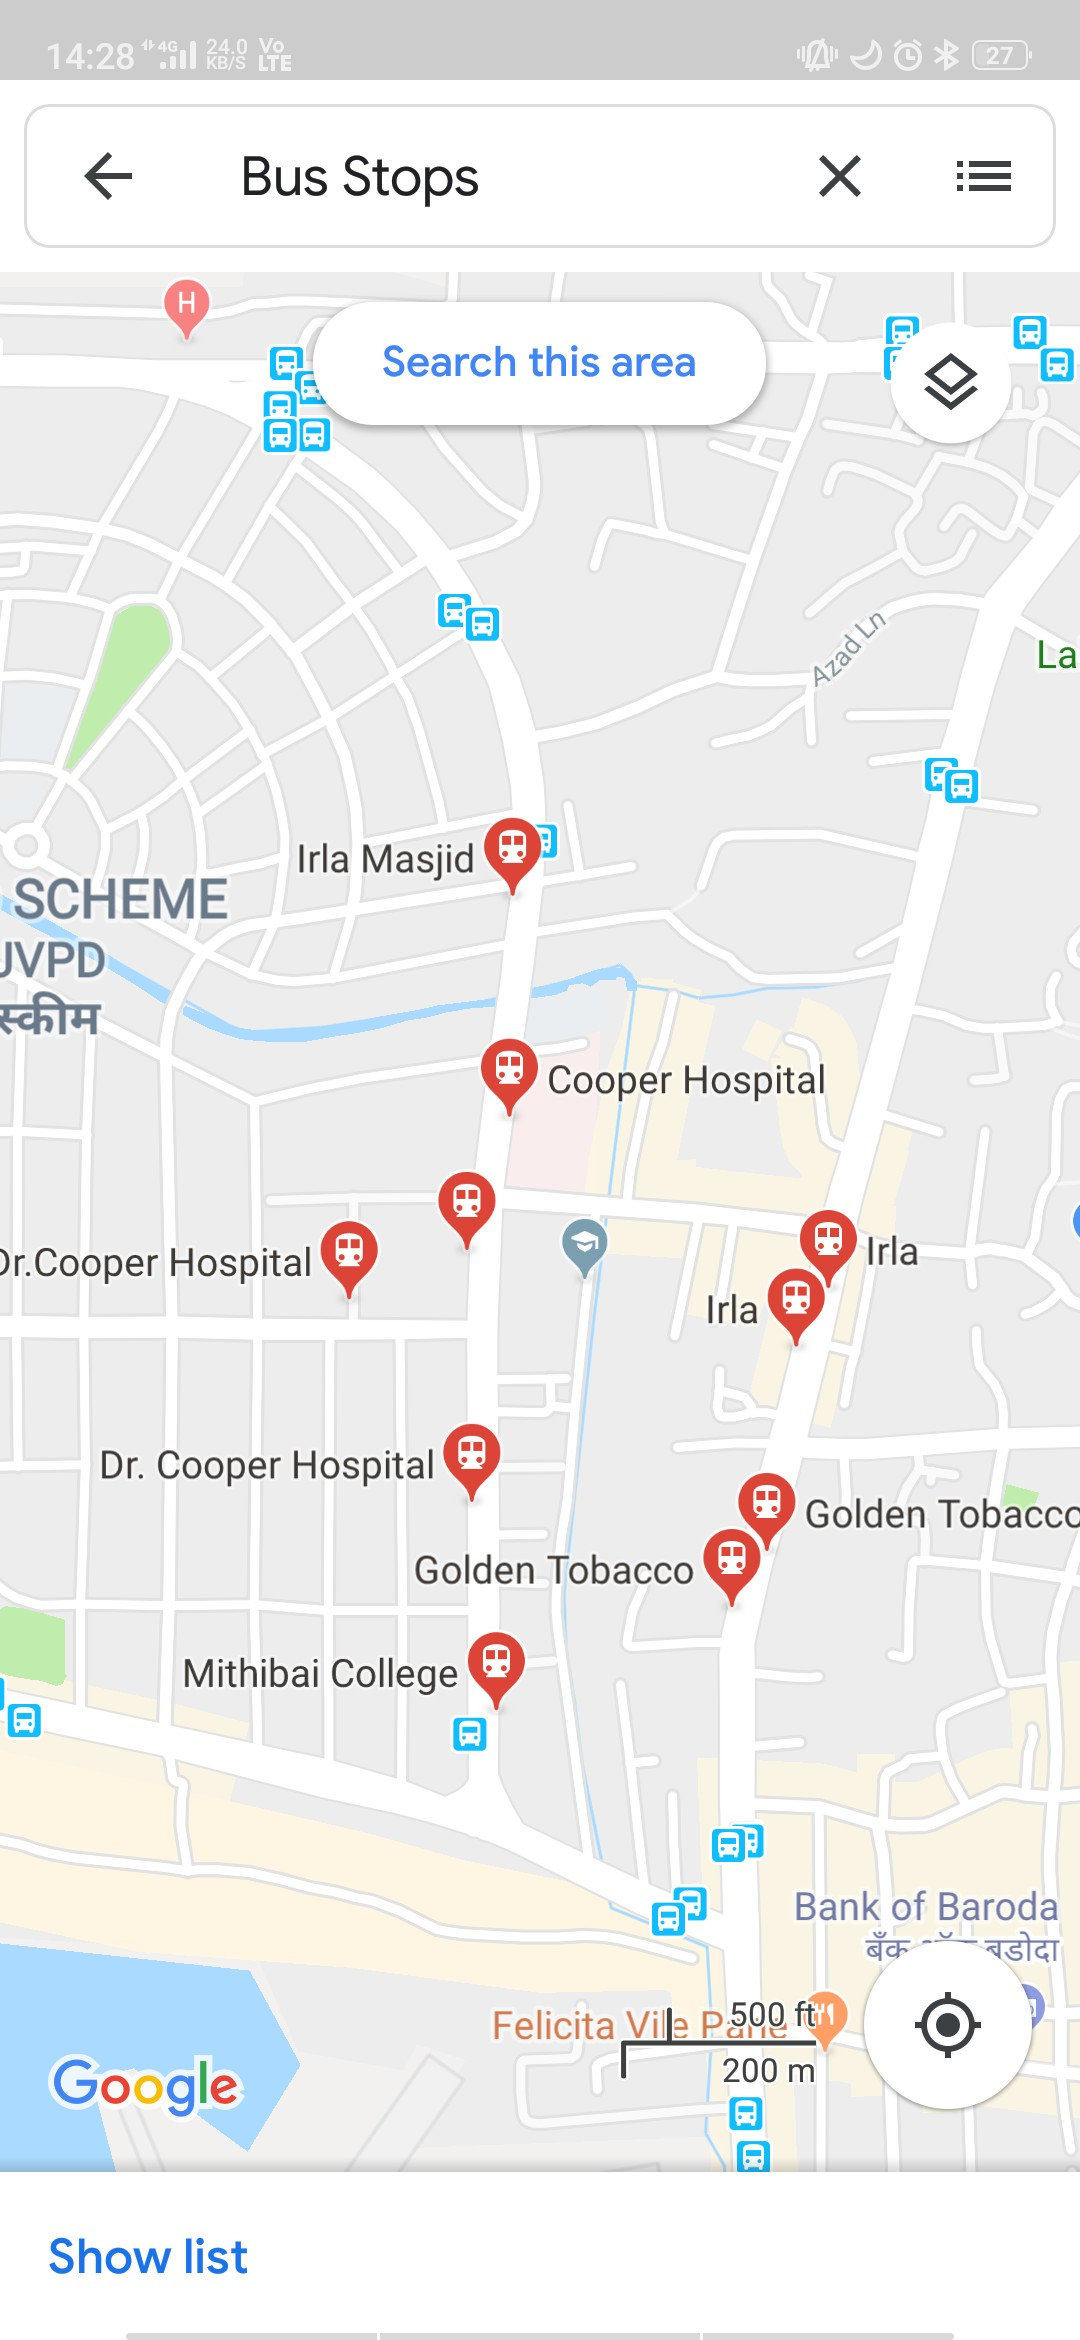 14:28 4G 24.0 KB/S Vo LTE 27
Bus Stops
H
Search this area
Azad Ln
La
Irla Masjid
SCHEME
JVPD
स्कीम
Cooper Hospital
Dr.Cooper Hospital
Irla
Irla
Dr. Cooper Hospital
Golden Tobacco
Golden Tobacco
Mithibai College
Bank of Baroda
बडोदा
Felicita Vile Parle
500 ft
200 m
Google
Show list